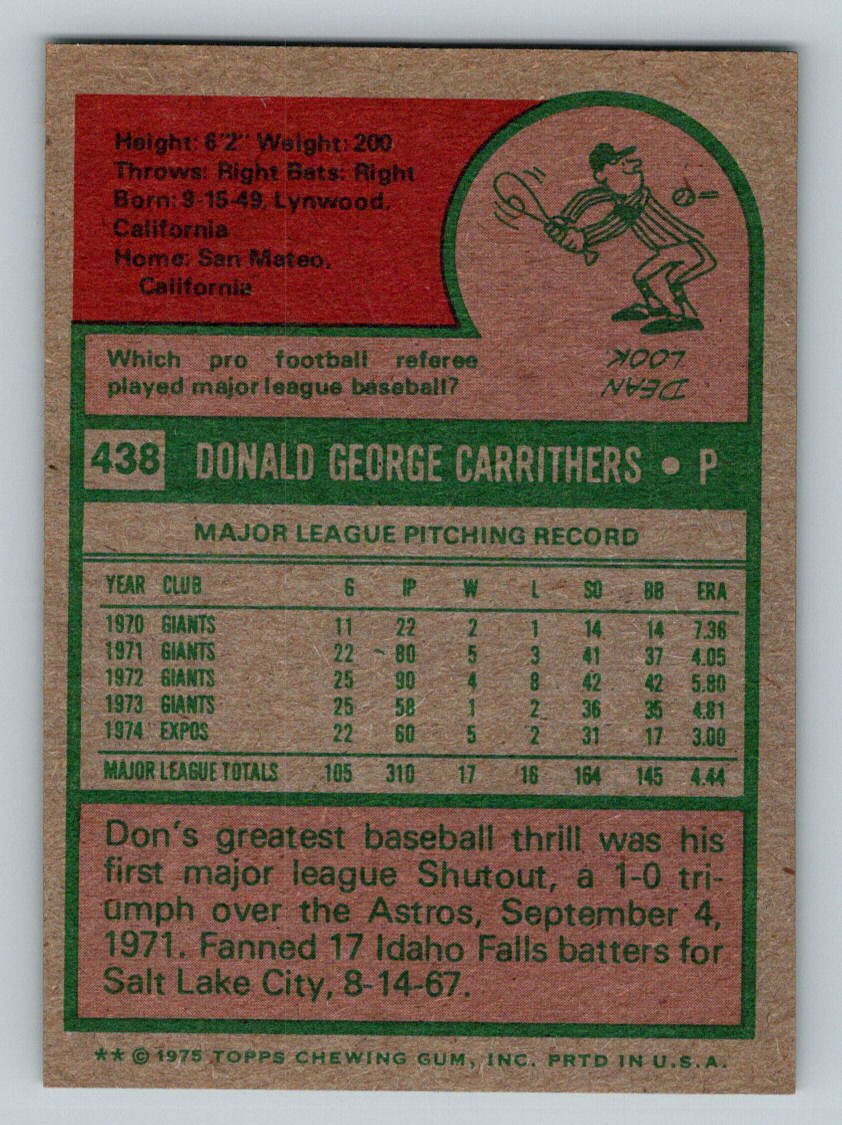 Height: 6'2" Weight: 200
Throws: Right Bats: Right
Born: 9-15-49, Lynwood,
California
Home: San Mateo,
California
Which pro football referee
played major league baseball?
DEAN
LOOK
438 DONALD GEORGE CARRITHERS • P
MAJOR LEAGUE PITCHING RECORD
YEAR CLUB G IP W L SO BB ERA
1970 GIANTS 11 22 2 1 14 14 7.36
1971 GIANTS 22 80 5 3 41 37 4.05
1972 GIANTS 25 90 4 8 42 42 5.80
1973 GIANTS 25 58 1 2 36 35 4.81
1974 EXPOS 22 60 5 2 31 17 3.00
MAJOR LEAGUE TOTALS 105 310 17 16 164 145 4.44
Don's greatest baseball thrill was his
first major league Shutout, a 1-0 tri-
umph over the Astros, September 4,
1971. Fanned 17 Idaho Falls batters for
Salt Lake City, 8-14-67.
** © 1975 TOPPS CHEWING GUM, INC. PRTD IN U.S.A.